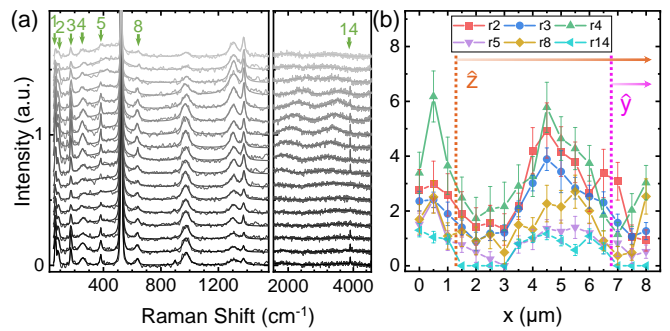 (a)
1 2 3 4 5 8 14
Intensity (a.u.)
1
0
0 400 800 1200 2000 4000
Raman Shift (cm⁻¹)
(b)
r2 r3 r4
r5 r8 r14
ẑ
ŷ
8
6
4
2
0
0 1 2 3 4 5 6 7 8
x (μm)